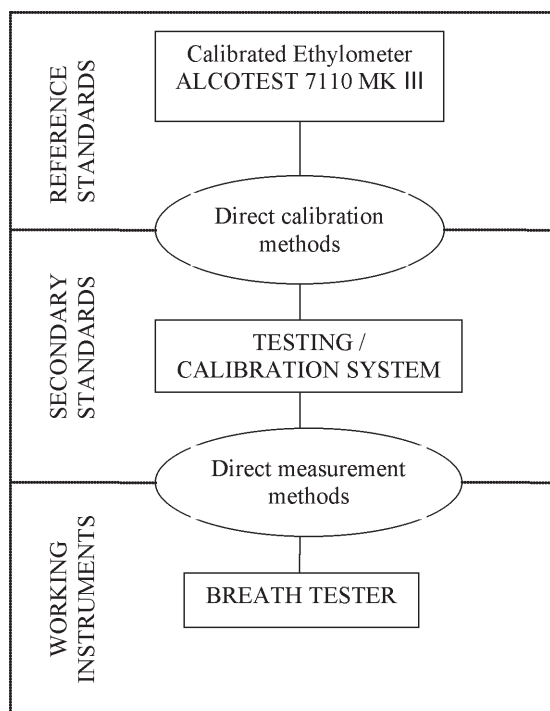 REFERENCE
STANDARDS
Calibrated Ethylometer
ALCOTEST 7110 MK III
Direct calibration
methods
SECONDARY
STANDARDS
TESTING /
CALIBRATION SYSTEM
Direct measurement
methods
WORKING
INSTRUMENTS
BREATH TESTER